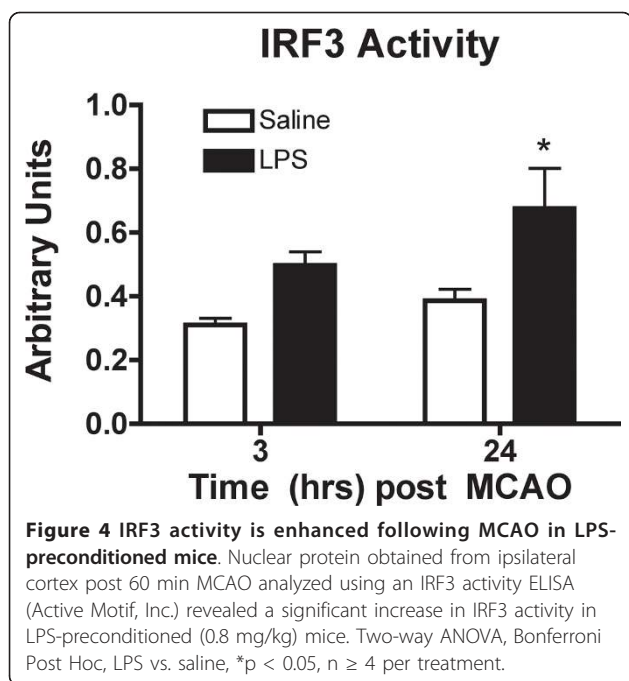 IRF3 Activity
1.0
0.8
0.6
0.4
0.2
0.0
Arbitrary Units
Saline
LPS
*
3
24
Time (hrs) post MCAO
Figure 4 IRF3 activity is enhanced following MCAO in LPS-
preconditioned mice. Nuclear protein obtained from ipsilateral
cortex post 60 min MCAO analyzed using an IRF3 activity ELISA
(Active Motif, Inc.) revealed a significant increase in IRF3 activity in
LPS-preconditioned (0.8 mg/kg) mice. Two-way ANOVA, Bonferroni
Post Hoc, LPS vs. saline, *p < 0.05, n ≥ 4 per treatment.